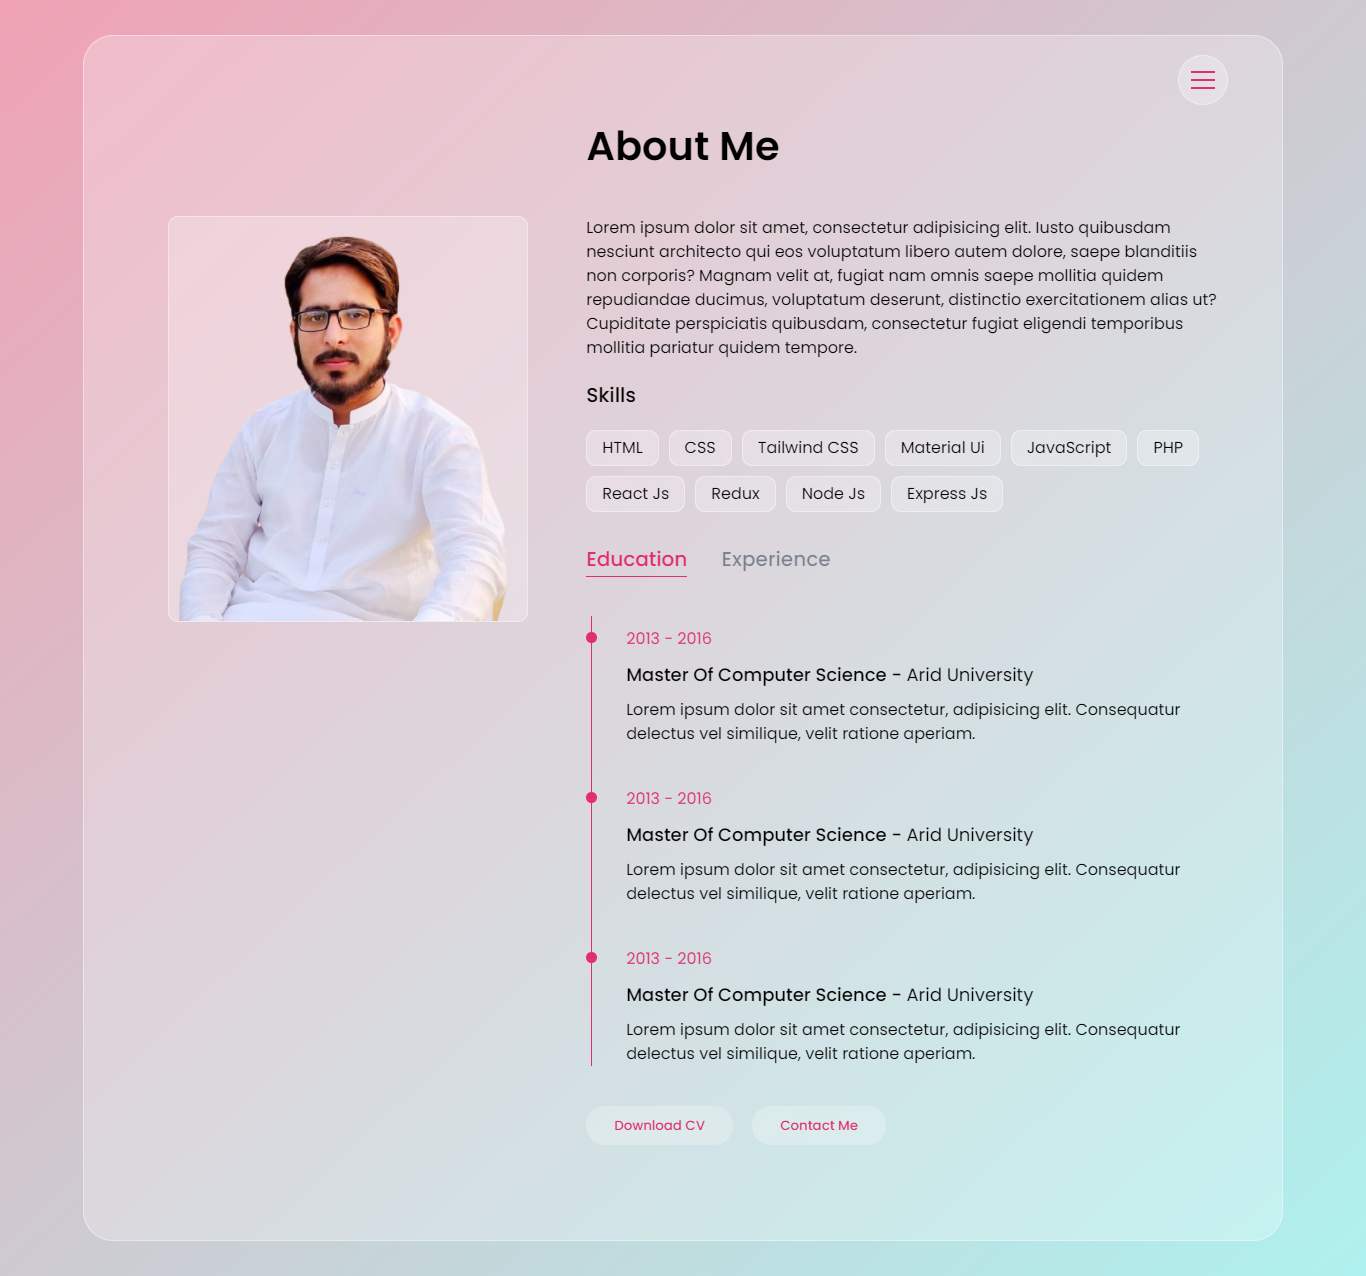 About Me
Lorem ipsum dolor sit amet, consectetur adipisicing elit. Iusto quibusdam
nesciunt architecto qui eos voluptatum libero autem dolore, saepe blanditiis
non corporis? Magnam velit at, fugiat nam omnis saepe mollitia quidem
repudiandae ducimus, voluptatum deserunt, distinctio exercitationem alias ut?
Cupiditate perspiciatis quibusdam, consectetur fugiat eligendi temporibus
mollitia pariatur quidem tempore.
Skills
HTML CSS Tailwind CSS Material Ui JavaScript PHP
React Js Redux Node Js Express Js
Education Experience
2013 - 2016
Master Of Computer Science - Arid University
Lorem ipsum dolor sit amet consectetur, adipisicing elit. Consequatur
delectus vel similique, velit ratione aperiam.
2013 - 2016
Master Of Computer Science - Arid University
Lorem ipsum dolor sit amet consectetur, adipisicing elit. Consequatur
delectus vel similique, velit ratione aperiam.
2013 - 2016
Master Of Computer Science - Arid University
Lorem ipsum dolor sit amet consectetur, adipisicing elit. Consequatur
delectus vel similique, velit ratione aperiam.
Download CV Contact Me